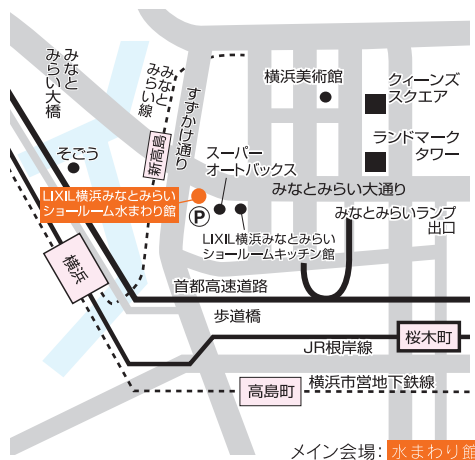 みなと
みらい大橋
みなと
みらい線
すずかけ通り
横浜美術館
クィーンズ
スクエア
ランドマーク
タワー
そごう
新高島
スーパー
オートバックス
みなとみらい大通り
LIXIL横浜みなとみらい
ショールーム水まわり館
P
みなとみらいランプ
出口
LIXIL横浜みなとみらい
ショールームキッチン館
横浜
首都高速道路
歩道橋
桜木町
JR根岸線
高島町
横浜市営地下鉄線
メイン会場：水まわり館